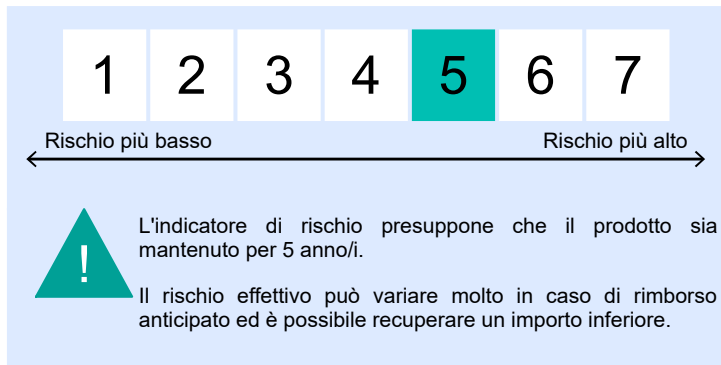 1 2 3 4 5 6 7
Rischio più basso Rischio più alto
!
L'indicatore di rischio presuppone che il prodotto sia
mantenuto per 5 anno/i.
Il rischio effettivo può variare molto in caso di rimborso
anticipato ed è possibile recuperare un importo inferiore.